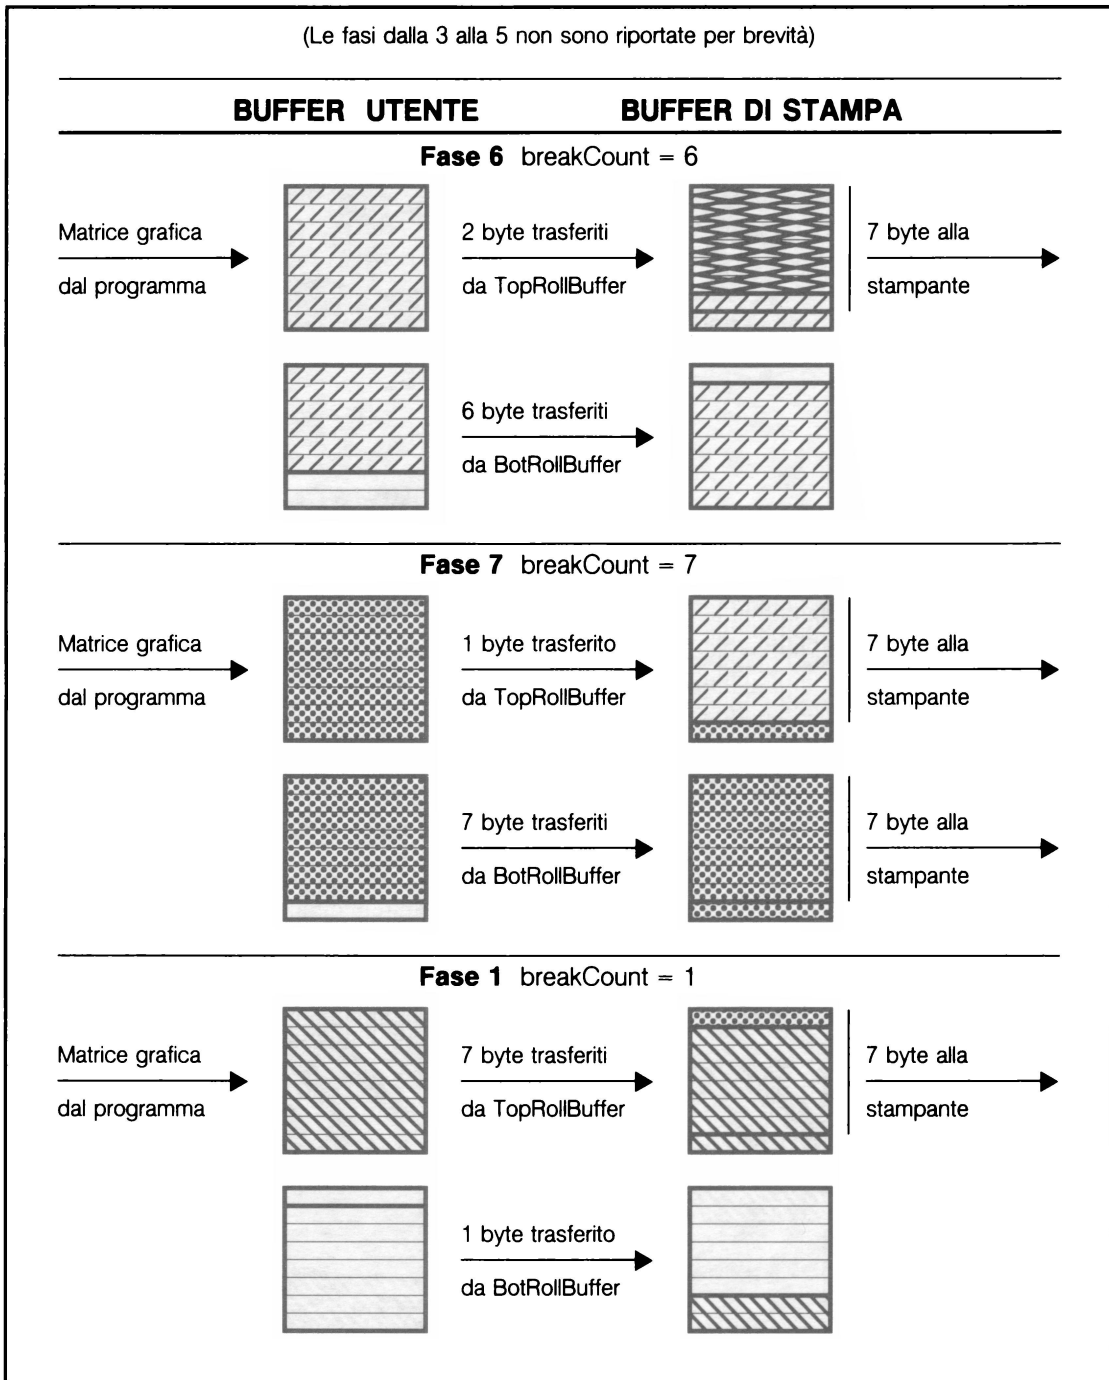 (Le fasi dalla 3 alla 5 non sono riportate per brevità)
BUFFER UTENTE BUFFER DI STAMPA
Fase 6 breakCount = 6
Matrice grafica
dal programma
2 byte trasferiti
da TopRollBuffer
7 byte alla
stampante
6 byte trasferiti
da BotRollBuffer
Fase 7 breakCount = 7
Matrice grafica
dal programma
1 byte trasferito
da TopRollBuffer
7 byte alla
stampante
7 byte trasferiti
da BotRollBuffer
7 byte alla
stampante
Fase 1 breakCount = 1
Matrice grafica
dal programma
7 byte trasferiti
da TopRollBuffer
7 byte alla
stampante
1 byte trasferito
da BotRollBuffer